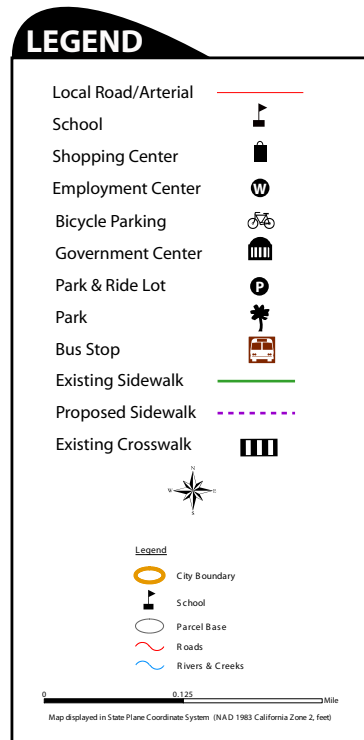 LEGEND
Local Road/Arterial
School
Shopping Center
Employment Center W
Bicycle Parking
Government Center
Park & Ride Lot P
Park
Bus Stop
Existing Sidewalk
Proposed Sidewalk
Existing Crosswalk
N
W E
S
Legend
City Boundary
School
Parcel Base
Roads
Rivers & Creeks
0 0.125
Mile
Map displayed in State Plane Coordinate System (NAD 1983 California Zone 2, feet)